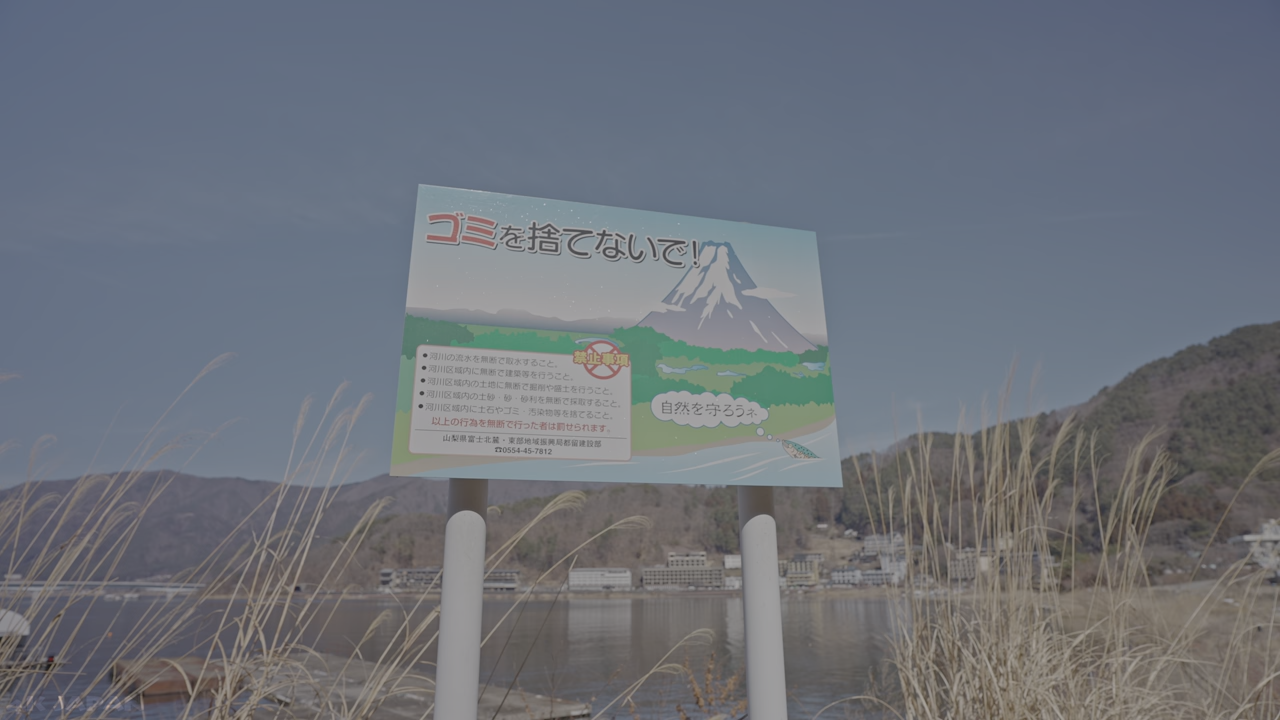 ゴミを捨てないで!
禁止事項
●河川の流水を無断で取水すること。
●河川区域内に無断で建築等を行うこと。
●河川区域内の土地に無断で掘削や盛土を行うこと。
●河川区域内の土砂・砂・砂利を無断で採取すること。
●河川区域内に土石やゴミ・汚染物等を捨てること。
以上の行為を無断で行った者は罰せられます。
山梨県富士北麓・東部地域振興局都留建設部
☎0554-45-7812
自然を守ろうネ